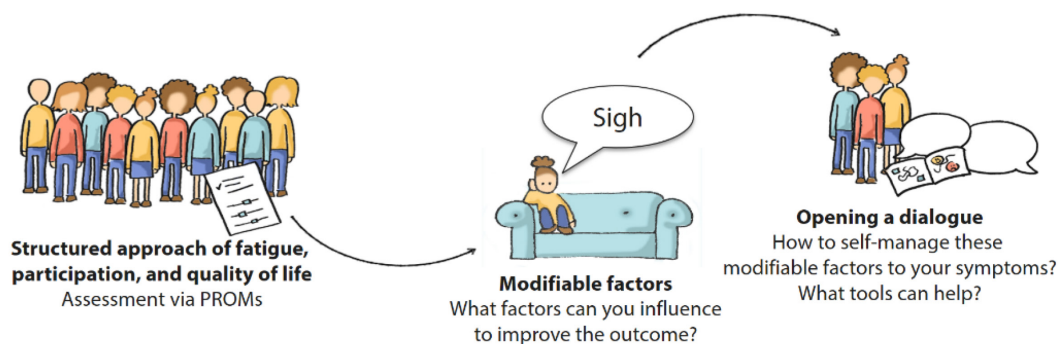 Structured approach of fatigue,
participation, and quality of life
Assessment via PROMs
Sigh
Modifiable factors
What factors can you influence
to improve the outcome?
Opening a dialogue
How to self-manage these
modifiable factors to your symptoms?
What tools can help?